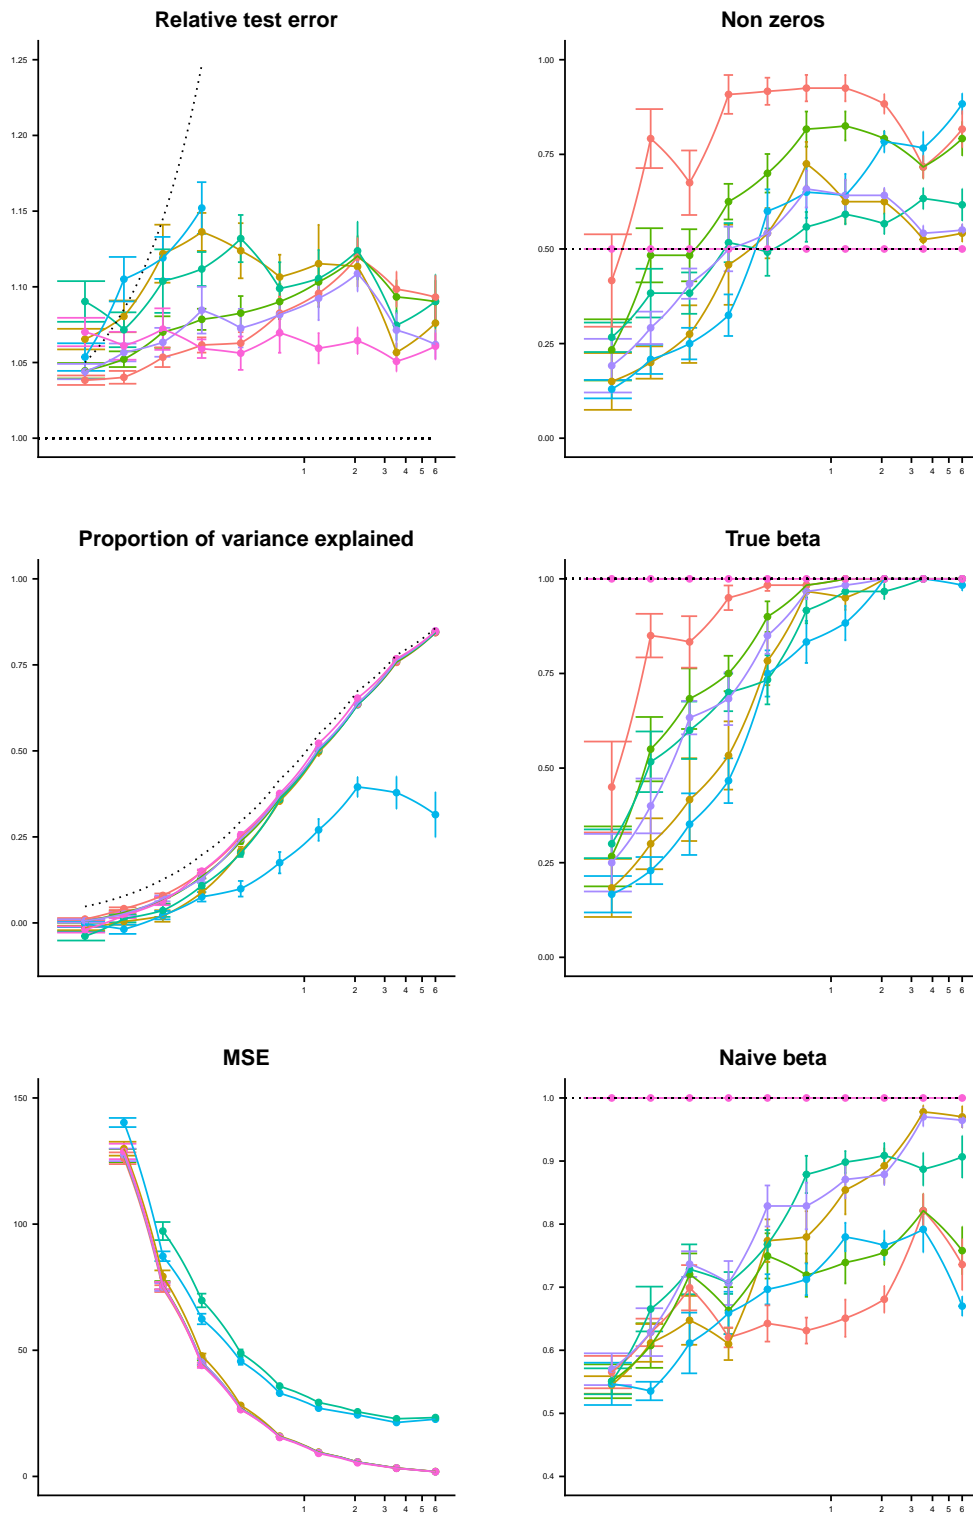 Relative test error
1.25
1.20
1.15
1.10
1.05
1.00
1 2 3 4 5 6
Non zeros
1.00
0.75
0.50
0.25
0.00
1 2 3 4 5 6
Proportion of variance explained
1.00
0.75
0.50
0.25
0.00
1 2 3 4 5 6
True beta
1.00
0.75
0.50
0.25
0.00
1 2 3 4 5 6
MSE
150
100
50
0
1 2 3 4 5 6
Naive beta
1.0
0.9
0.8
0.7
0.6
0.5
0.4
1 2 3 4 5 6